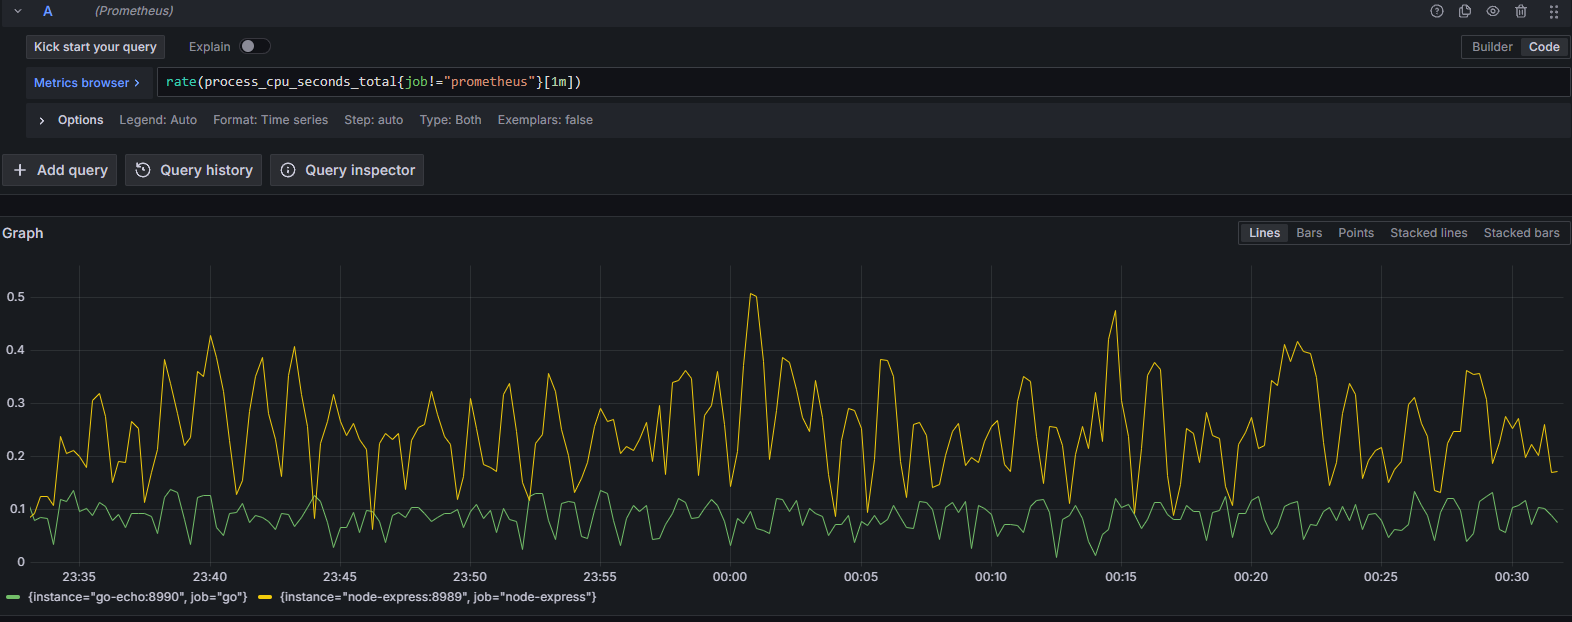 A (Prometheus)
Kick start your query Explain Builder Code
Metrics browser > rate(process_cpu_seconds_total{job!="prometheus"}[1m])
> Options Legend: Auto Format: Time series Step: auto Type: Both Exemplars: false
+ Add query Query history Query inspector
Graph Lines Bars Points Stacked lines Stacked bars
0.5
0.4
0.3
0.2
0.1
0
23:35 23:40 23:45 23:50 23:55 00:00 00:05 00:10 00:15 00:20 00:25 00:30
{instance="go-echo:8990", job="go"} {instance="node-express:8989", job="node-express"}